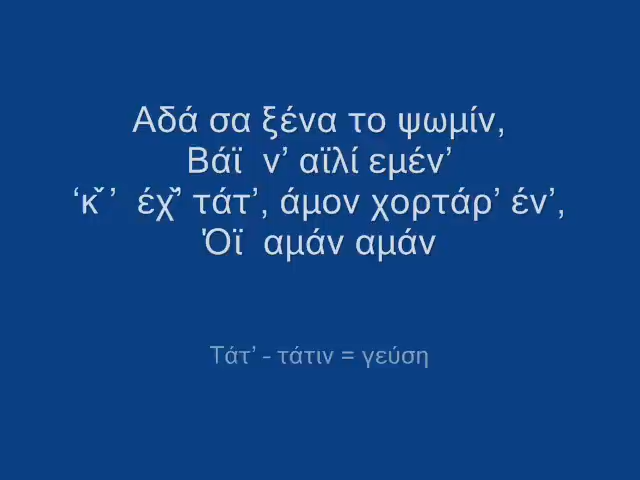 Αδά σα ξένα το ψωμίν,
Βάϊ ν’ αϊλί εμέν’
‘κ̌ ’ έχ̌’ τάτ’, άμον χορτάρ’ έν’,
Όϊ αμάν αμάν
Τάτ’ - τάτιν = γεύση